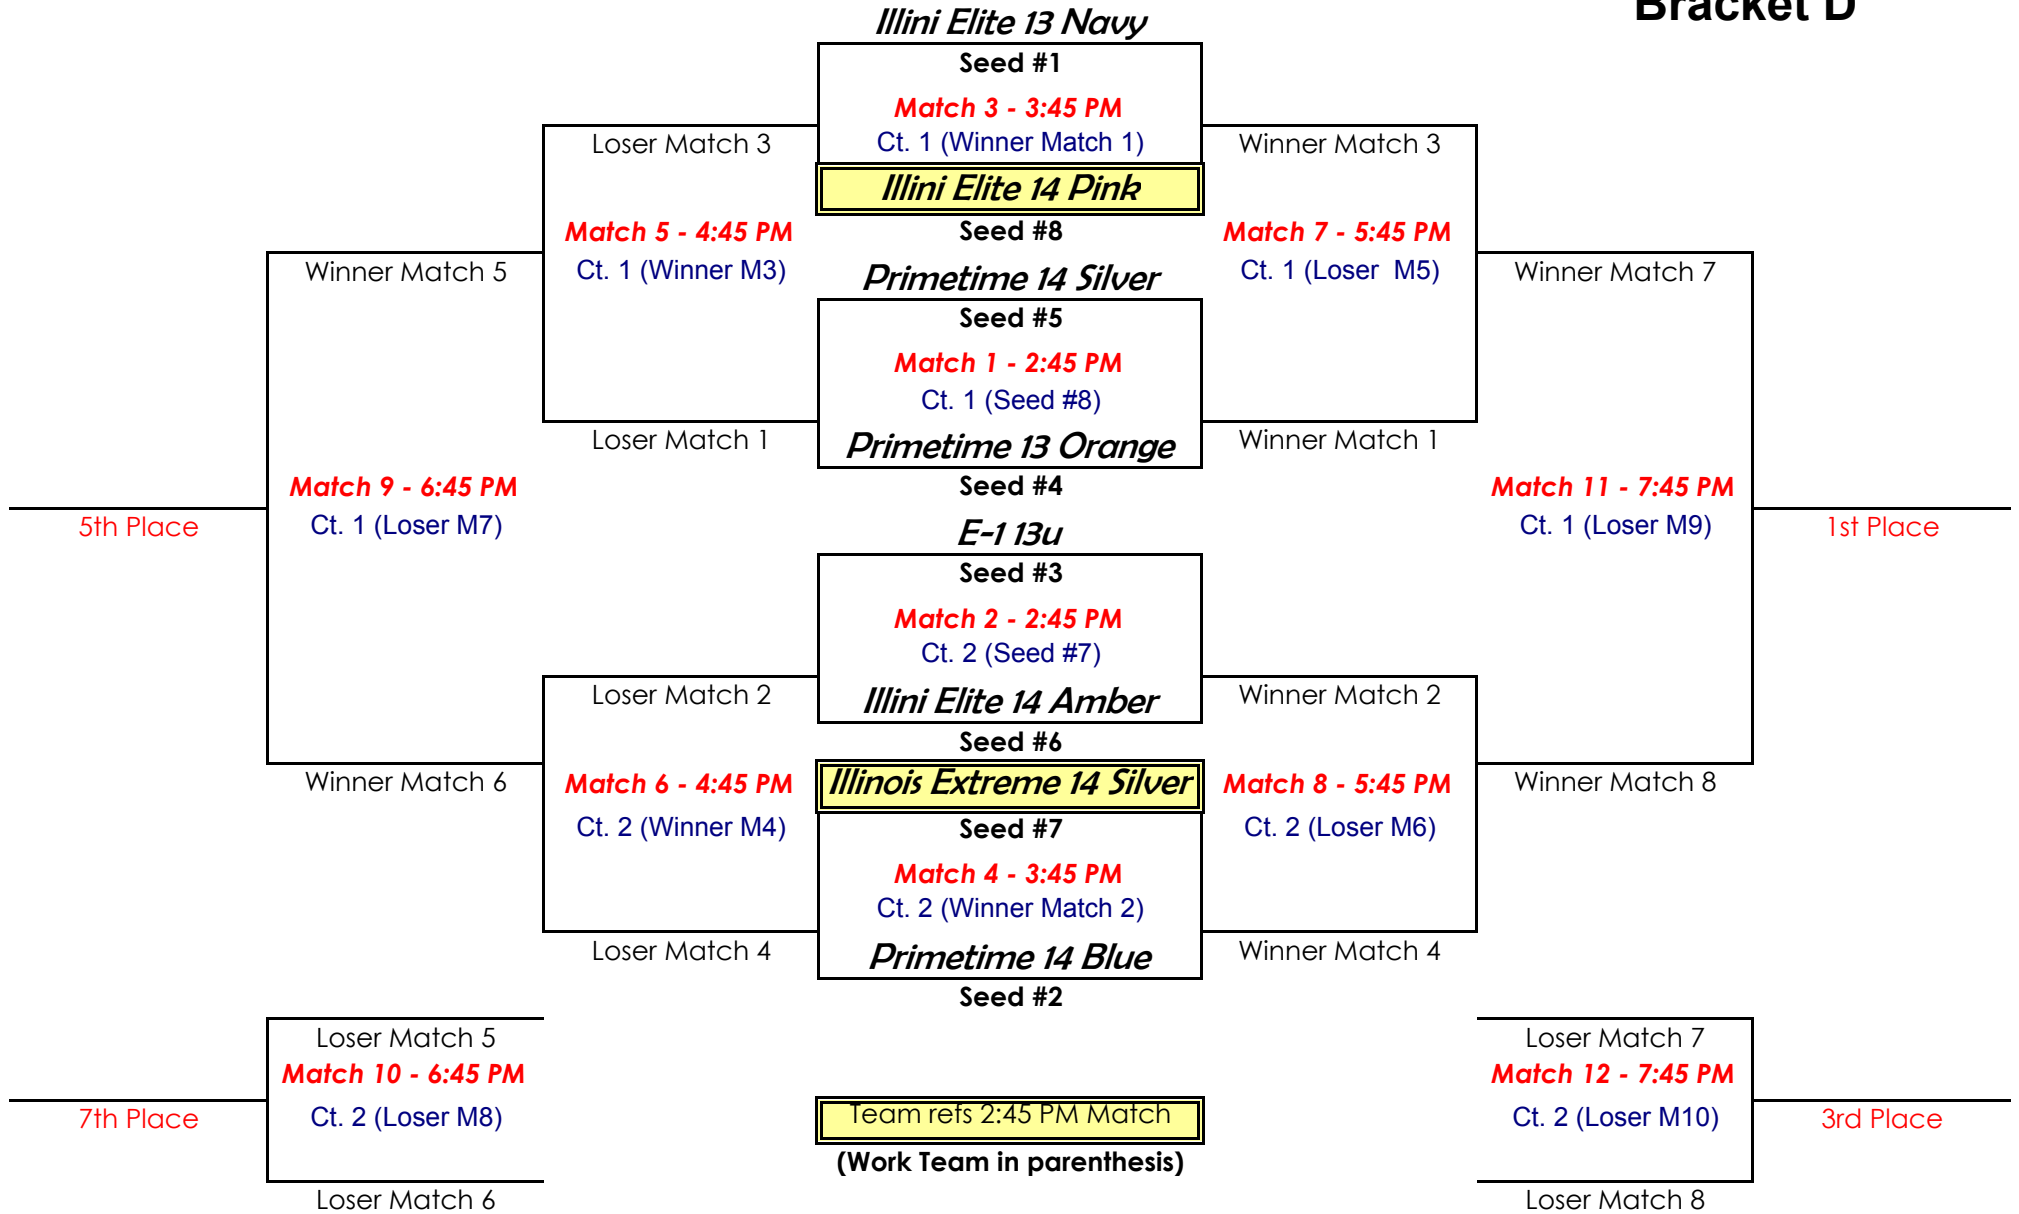 Bracket D
Illini Elite 13 Navy
Seed #1
Match 3 - 3:45 PM
Loser Match 3
Ct. 1 (Winner Match 1)
Winner Match 3
Illini Elite 14 Pink
Match 5 - 4:45 PM
Seed #8
Match 7 - 5:45 PM
Winner Match 5
Ct. 1 (Winner M3)
Primetime 14 Silver
Ct. 1 (Loser  M5)
Winner Match 7
Seed #5
Match 1 - 2:45 PM
Ct. 1 (Seed #8)
Loser Match 1
Primetime 13 Orange
Winner Match 1
Match 9 - 6:45 PM
Seed #4
Match 11 - 7:45 PM
5th Place
Ct. 1 (Loser M7)
E-1 13u
Ct. 1 (Loser M9)
1st Place
Seed #3
Match 2 - 2:45 PM
Ct. 2 (Seed #7)
Loser Match 2
Illini Elite 14 Amber
Winner Match 2
Seed #6
Winner Match 6
Match 6 - 4:45 PM
Illinois Extreme 14 Silver
Match 8 - 5:45 PM
Winner Match 8
Ct. 2 (Winner M4)
Seed #7
Ct. 2 (Loser M6)
Match 4 - 3:45 PM
Ct. 2 (Winner Match 2)
Loser Match 4
Primetime 14 Blue
Winner Match 4
Seed #2
Loser Match 5
Loser Match 7
Match 10 - 6:45 PM
Match 12 - 7:45 PM
7th Place
Ct. 2 (Loser M8)
Team refs 2:45 PM Match
Ct. 2 (Loser M10)
3rd Place
(Work Team in parenthesis)
Loser Match 6
Loser Match 8